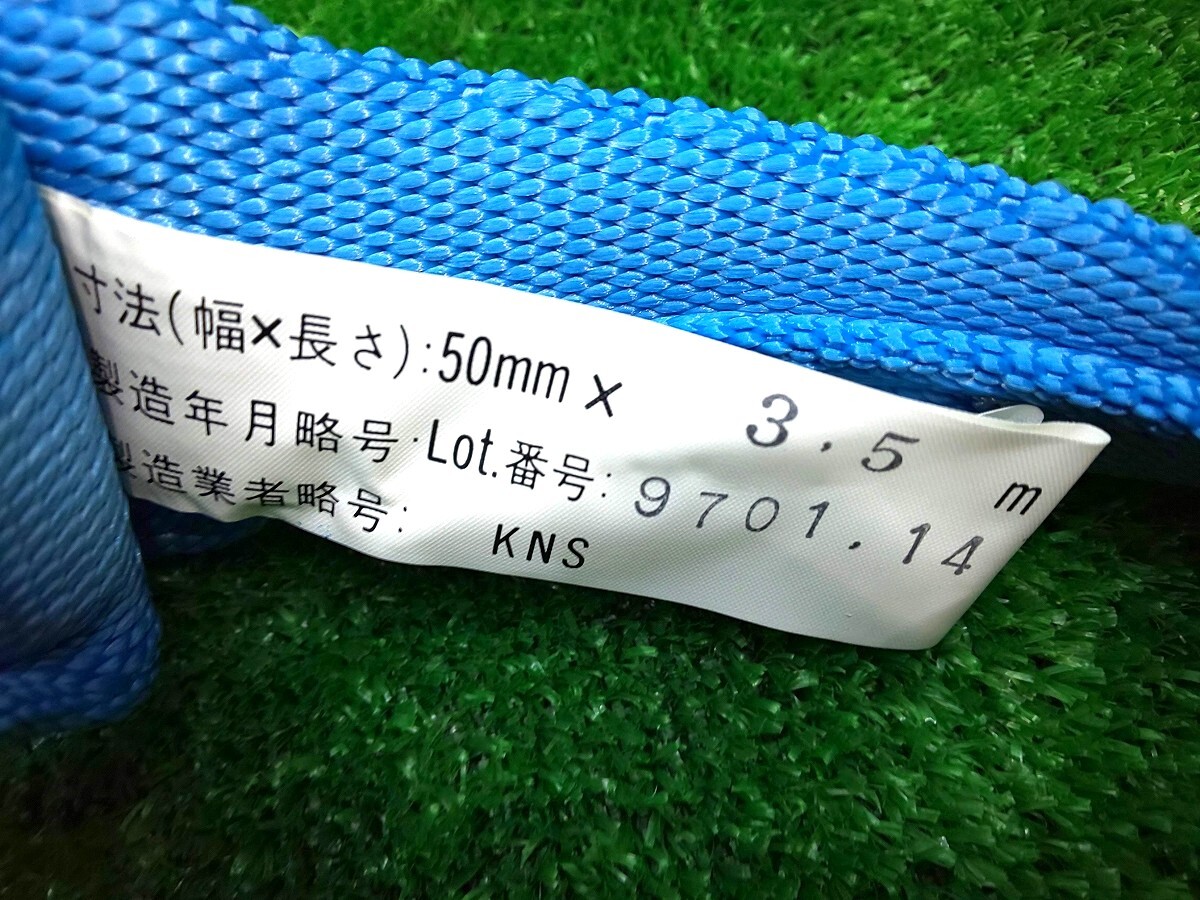 寸法(幅×長さ):50mm × 3.5 m
製造年月略号・Lot.番号: 9701.14
製造業者略号: KNS